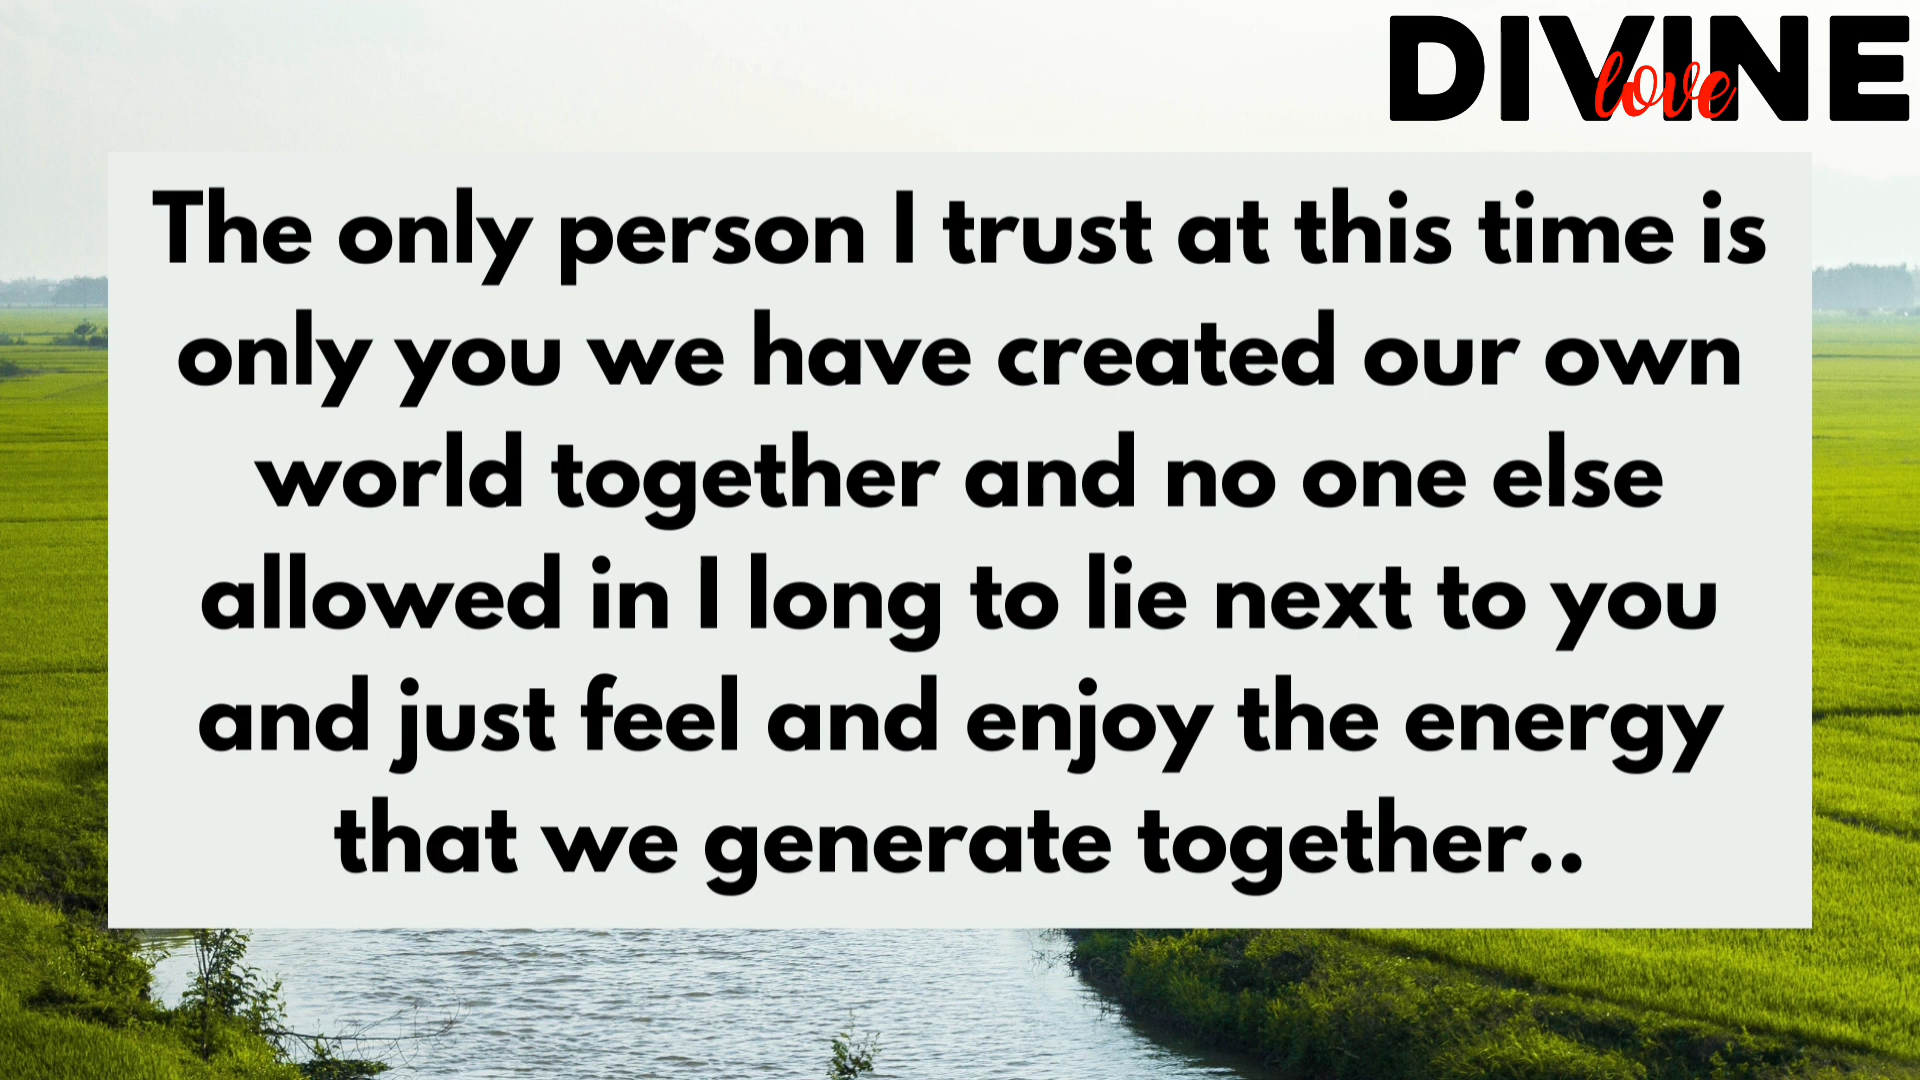 DIVINE
love
The only person I trust at this time is
only you we have created our own
world together and no one else
allowed in I long to lie next to you
and just feel and enjoy the energy
that we generate together..